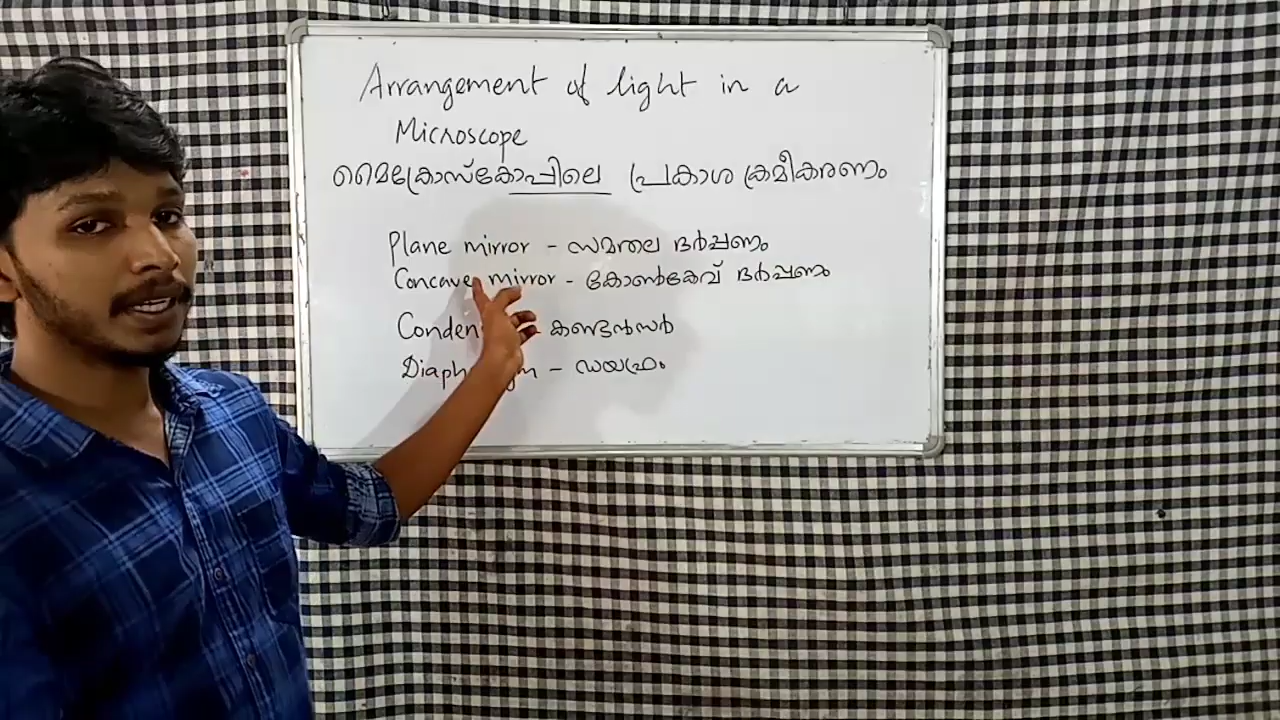 Arrangement of light in a
Microscope
മൈക്രോസ്കോപ്പിലെ പ്രകാശ ക്രമീകരണം
Plane mirror - സമതല ദർപ്പണം
Concave mirror - കോൺകേവ് ദർപ്പണം
- കണ്ടൻസർ
- ഡയഫ്രം